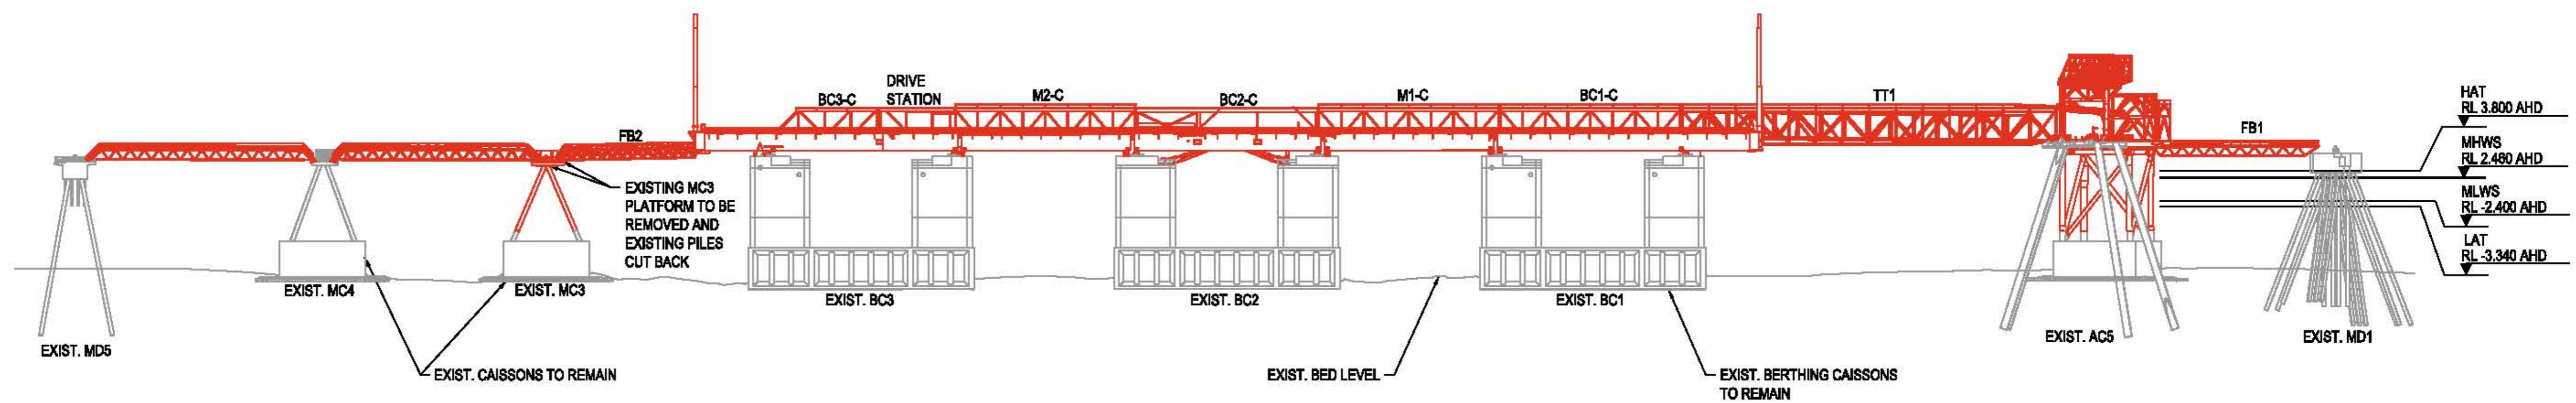 DRIVE
STATION
BC3-C
M2-C
BC2-C
M1-C
BC1-C
TT1
FB2
FB1
HAT
RL 3.800 AHD
MHWS
RL 2.460 AHD
MLWS
RL -2.400 AHD
LAT
RL -3.340 AHD
EXISTING MC3
PLATFORM TO BE
REMOVED AND
EXISTING PILES
CUT BACK
EXIST. MC4
EXIST. MC3
EXIST. BC3
EXIST. BC2
EXIST. BC1
EXIST. MD5
EXIST. AC5
EXIST. MD1
EXIST. CAISSONS TO REMAIN
EXIST. BED LEVEL
EXIST. BERTHING CAISSONS
TO REMAIN